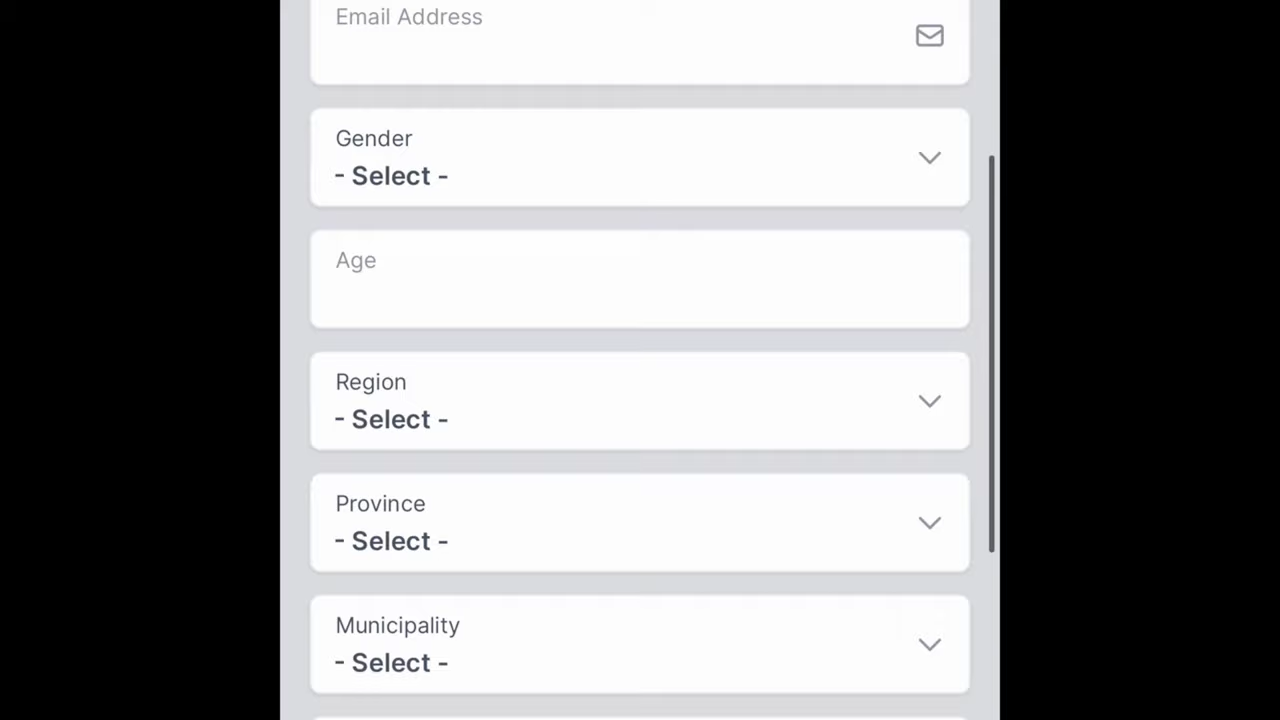 Email Address
Gender
- Select -
Age
Region
- Select -
Province
- Select -
Municipality
- Select -